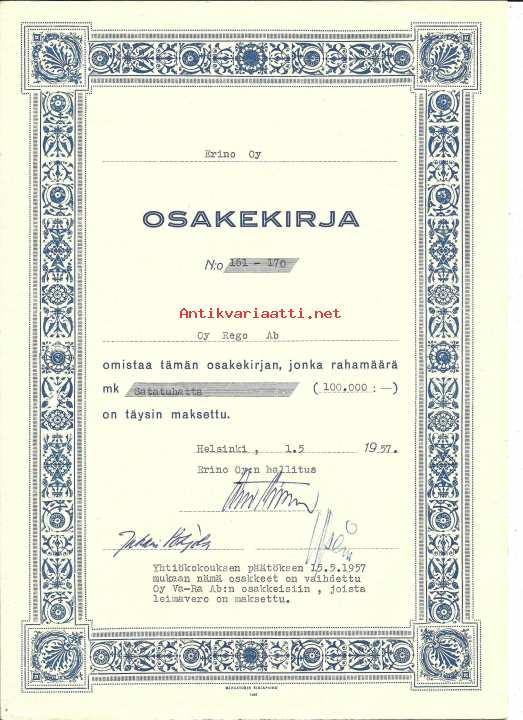 Erino Oy
OSAKEKIRJA
N:o 161 - 170
Antikvariaatti.net
Oy Rego Ab
omistaa tämän osakekirjan, jonka rahamäärä
mk Satatuhatta (100.000:—)
on täysin maksettu.
Helsinki, 1.5 1957.
Erino Oy:n hallitus
Yhtiökokouksen päätöksen 15.5.1957
mukaan nämä osakkeet on vaihdettu
Oy Va-Ra Ab:n osakkeisiin, joista
leimavero on maksettu.